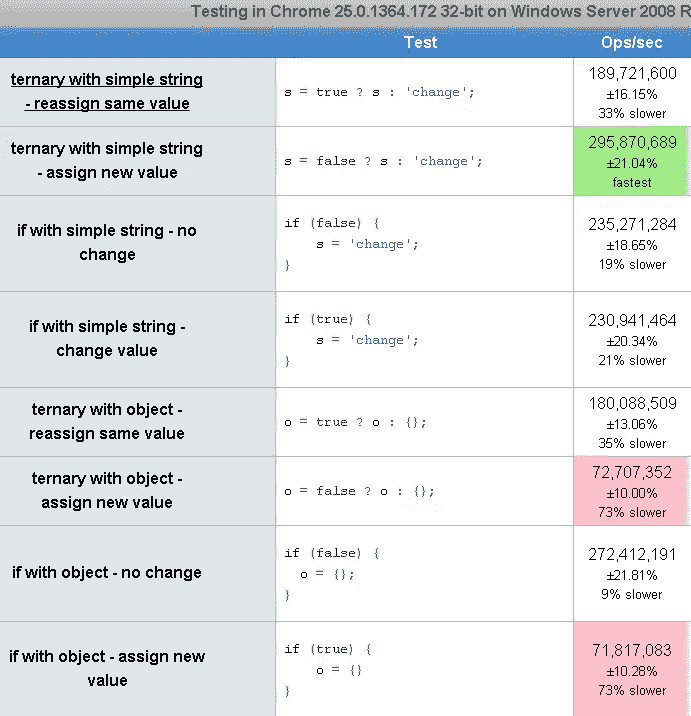 Testing in Chrome 25.0.1364.172 32-bit on Windows Server 2008 R
Test
Ops/sec
ternary with simple string
- reassign same value
s = true ? s : 'change';
189,721,600
±16.15%
33% slower
ternary with simple string
- assign new value
s = false ? s : 'change';
295,870,689
±21.04%
fastest
if with simple string - no
change
if (false) {
s = 'change';
}
235,271,284
±18.65%
19% slower
if with simple string -
change value
if (true) {
s = 'change';
}
230,941,464
±20.34%
21% slower
ternary with object -
reassign same value
o = true ? o : {};
180,088,509
±13.06%
35% slower
ternary with object -
assign new value
o = false ? o : {};
72,707,352
±10.00%
73% slower
if with object - no change
if (false) {
o = {};
}
272,412,191
±21.81%
9% slower
if with object - assign new
value
if (true) {
o = {}
}
71,817,083
±10.28%
73% slower